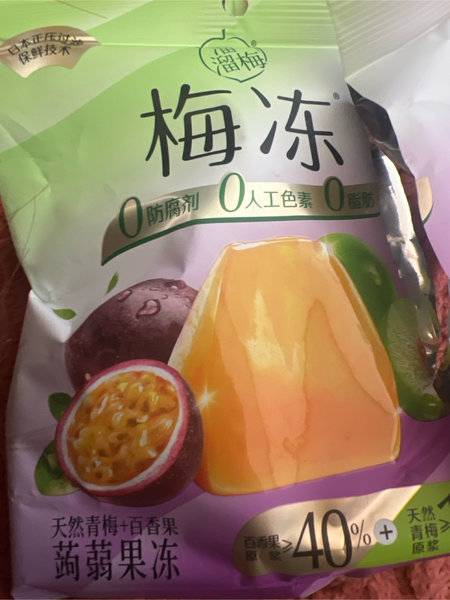 日本正压过滤
保鲜技术
溜梅
梅冻®
0防腐剂 0人工色素 0脂肪
天然青梅+百香果
蒟蒻果冻
百香果
原浆 ≥40% +
天然
青梅
原浆 ≥